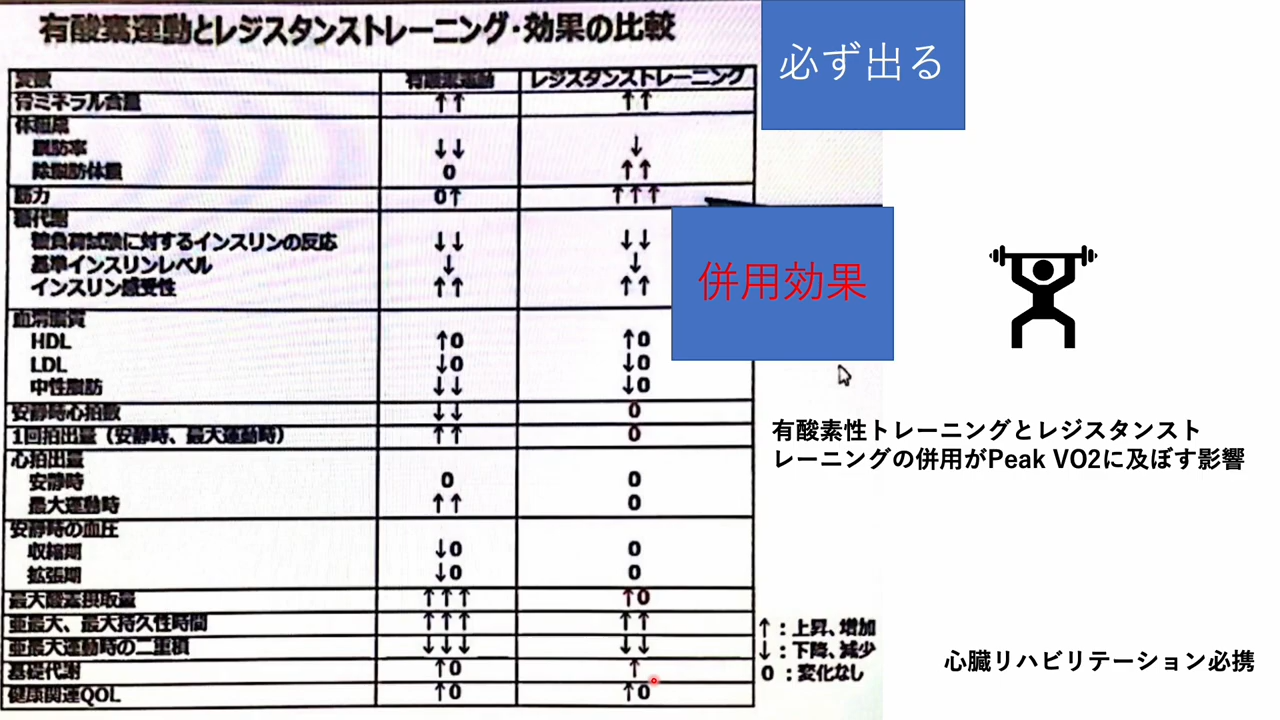 有酸素運動とレジスタンストレーニング・効果の比較
必ず出る
変数 有酸素運動 レジスタンストレーニング
骨ミネラル含量 ↑↑ ↑↑
体組成
脂肪率 ↓↓ ↓
除脂肪体重 0 ↑↑
筋力 0↑ ↑↑↑
糖代謝
糖負荷試験に対するインスリンの反応 ↓↓ ↓↓
基準インスリンレベル ↓ ↓
インスリン感受性 ↑↑ ↑↑
併用効果
血清脂質
HDL ↑0 ↑0
LDL ↓0 ↓0
中性脂肪 ↓↓ ↓0
安静時心拍数 ↓↓ 0
1回拍出量（安静時、最大運動時） ↑↑ 0
心拍出量
安静時 0 0
最大運動時 ↑↑ 0
安静時の血圧
収縮期 ↓0 0
拡張期 ↓0 0
最大酸素摂取量 ↑↑↑ ↑0
亜最大、最大持久性時間 ↑↑↑ ↑↑
亜最大運動時の二重積 ↓↓↓ ↓↓
基礎代謝 ↑0 ↑
健康関連QOL ↑0 ↑0
↑：上昇、増加
↓：下降、減少
0：変化なし
有酸素性トレーニングとレジスタンスト
レーニングの併用がPeak VO2に及ぼす影響
心臓リハビリテーション必携